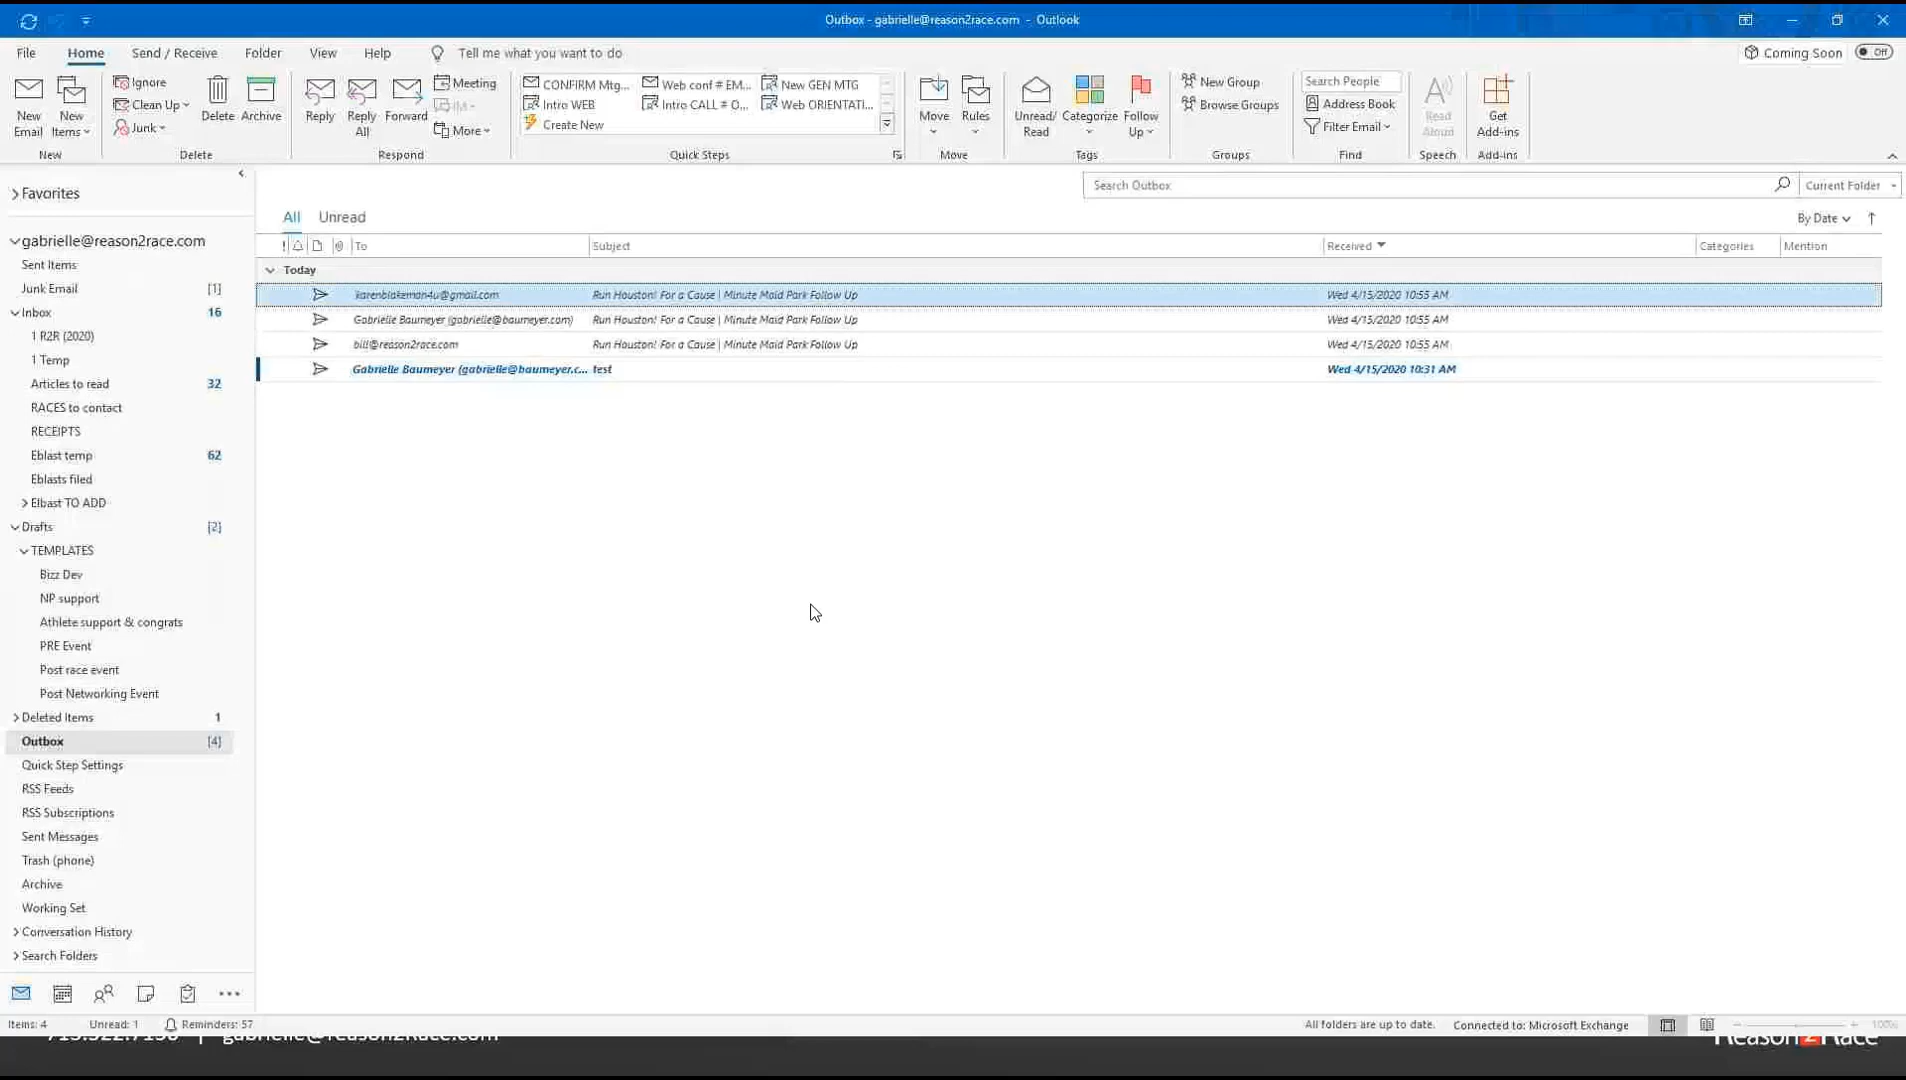 Outbox - gabrielle@reason2race.com - Outlook
File Home Send / Receive Folder View Help Tell me what you want to do Coming Soon Off
New Email
New Items
New
Ignore
Clean Up
Junk
Delete
Archive
Delete
Reply
Reply All
Forward
Meeting
IM
More
Respond
CONFIRM Mtg...
Web conf # EM...
New GEN MTG
Intro WEB
Intro CALL # O...
Web ORIENTATI...
Create New
Quick Steps
Move
Rules
Move
Unread/ Read
Categorize
Follow Up
Tags
New Group
Browse Groups
Groups
Search People
Address Book
Filter Email
Find
Read Aloud
Speech
Get Add-ins
Add-ins
Favorites
gabrielle@reason2race.com
Sent Items
Junk Email [1]
Inbox 16
1 R2R (2020)
1 Temp
Articles to read 32
RACES to contact
RECEIPTS
Eblast temp 62
Eblasts filed
Elbast TO ADD
Drafts [2]
TEMPLATES
Bizz Dev
NP support
Athlete support & congrats
PRE Event
Post race event
Post Networking Event
Deleted Items 1
Outbox [4]
Quick Step Settings
RSS Feeds
RSS Subscriptions
Sent Messages
Trash (phone)
Archive
Working Set
Conversation History
Search Folders
Search Outbox Current Folder
All Unread By Date
! To Subject Received Categories Mention
Today
karenblakeman4u@gmail.com Run Houston! For a Cause | Minute Maid Park Follow Up Wed 4/15/2020 10:55 AM
Gabrielle Baumeyer (gabrielle@baumeyer.com) Run Houston! For a Cause | Minute Maid Park Follow Up Wed 4/15/2020 10:55 AM
bill@reason2race.com Run Houston! For a Cause | Minute Maid Park Follow Up Wed 4/15/2020 10:55 AM
Gabrielle Baumeyer (gabrielle@baumeyer.c... test Wed 4/15/2020 10:31 AM
Items: 4 Unread: 1 Reminders: 57 All folders are up to date. Connected to: Microsoft Exchange 100%
| gabrielle@reason2Race.com Reason2Race